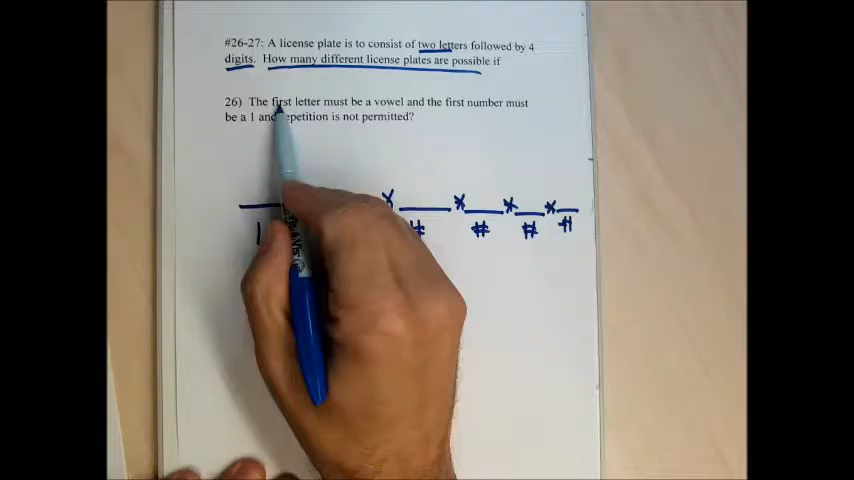 #26-27: A license plate is to consist of two letters followed by 4
digits. How many different license plates are possible if
26) The first letter must be a vowel and the first number must
be a 1 and repetition is not permitted?
x x x x
# # # #